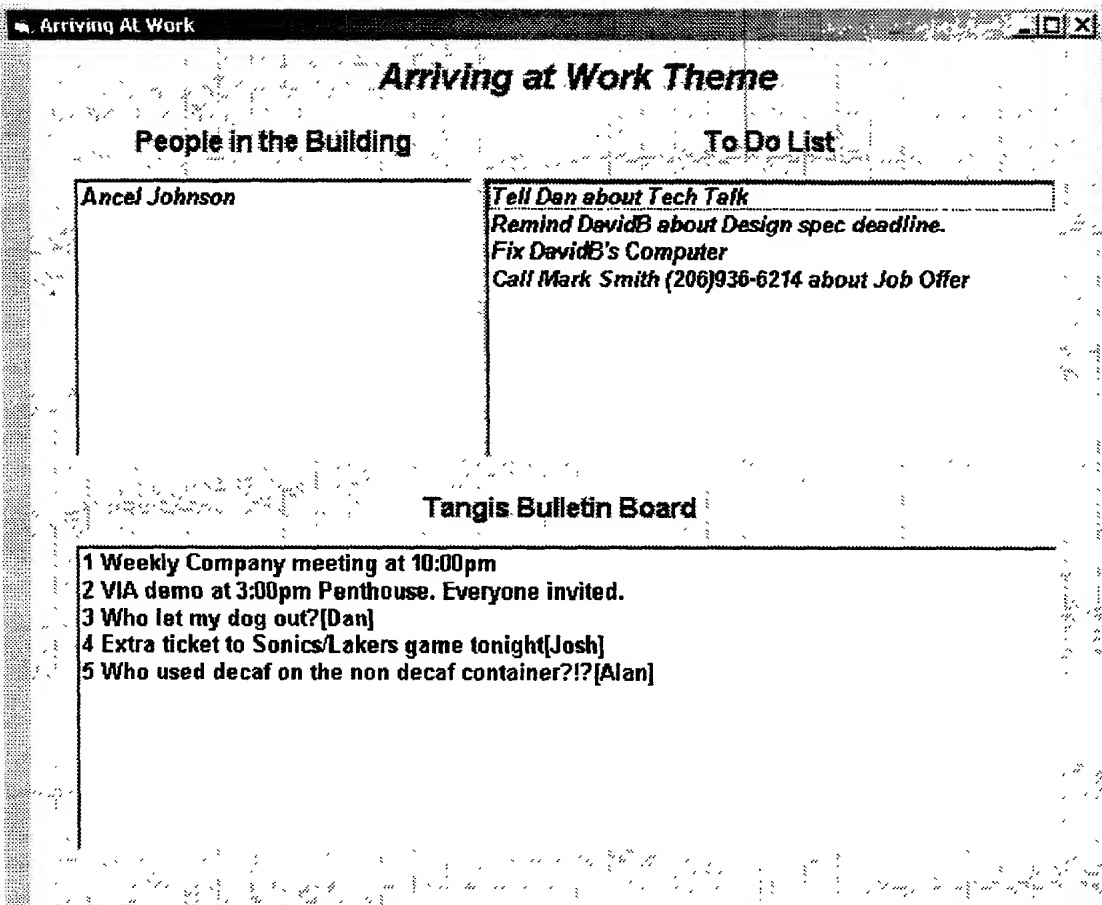 Arriving At Work
Arriving at Work Theme
People in the Building
Ancel Johnson
To Do List
Tell Dan about Tech Talk
Remind DavidB about Design spec deadline.
Fix DavidB's Computer
Call Mark Smith (206)936-6214 about Job Offer
Tangis Bulletin Board
1 Weekly Company meeting at 10:00pm
2 VIA demo at 3:00pm Penthouse. Everyone invited.
3 Who let my dog out?[Dan]
4 Extra ticket to Sonics/Lakers game tonight[Josh]
5 Who used decaf on the non decaf container?!?[Alan]